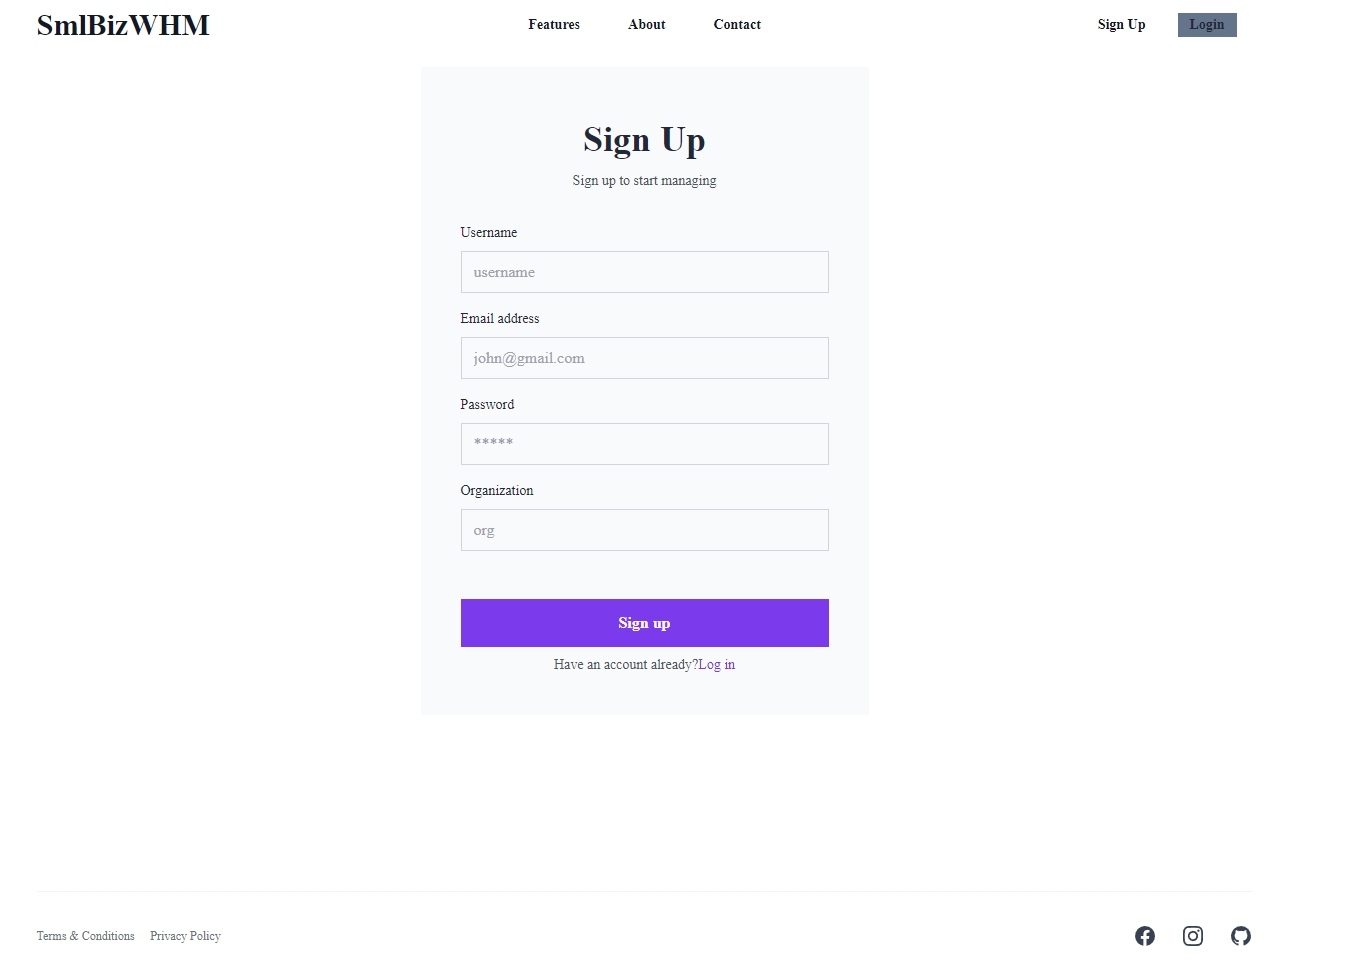 SmlBizWHM
Features About Contact
Sign Up Login
Sign Up
Sign up to start managing
Username
username
Email address
john@gmail.com
Password
*****
Organization
org
Sign up
Have an account already?Log in
Terms & Conditions Privacy Policy